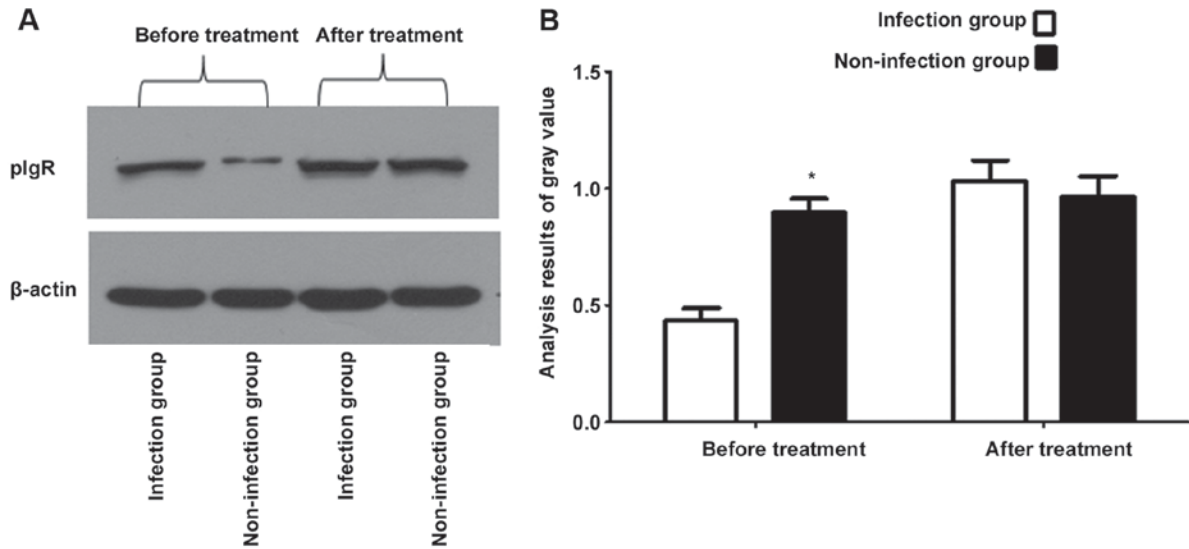 A
Before treatment After treatment
pIgR
β-actin
Infection group
Non-infection group
Infection group
Non-infection group
B
Infection group
Non-infection group
Analysis results of gray value
1.5
1.0
0.5
0.0
*
Before treatment
After treatment